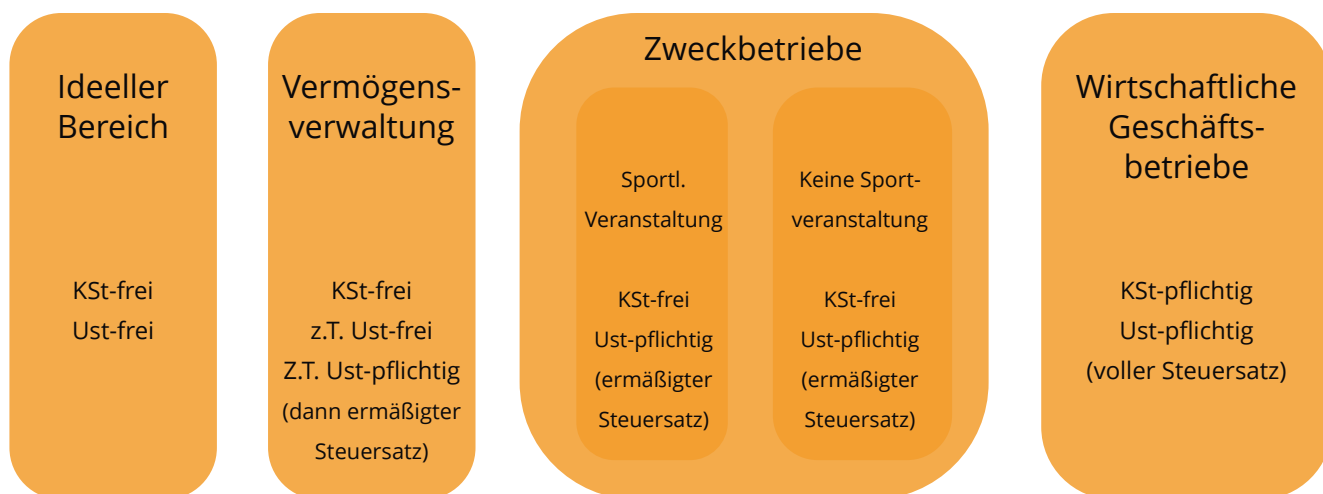 Ideeller
Bereich
KSt-frei
Ust-frei
Vermögens-
verwaltung
KSt-frei
z.T. Ust-frei
Z.T. Ust-pflichtig
(dann ermäßigter
Steuersatz)
Zweckbetriebe
Sportl.
Veranstaltung
KSt-frei
Ust-pflichtig
(ermäßigter
Steuersatz)
Keine Sport-
veranstaltung
KSt-frei
Ust-pflichtig
(ermäßigter
Steuersatz)
Wirtschaftliche
Geschäfts-
betriebe
KSt-pflichtig
Ust-pflichtig
(voller Steuersatz)